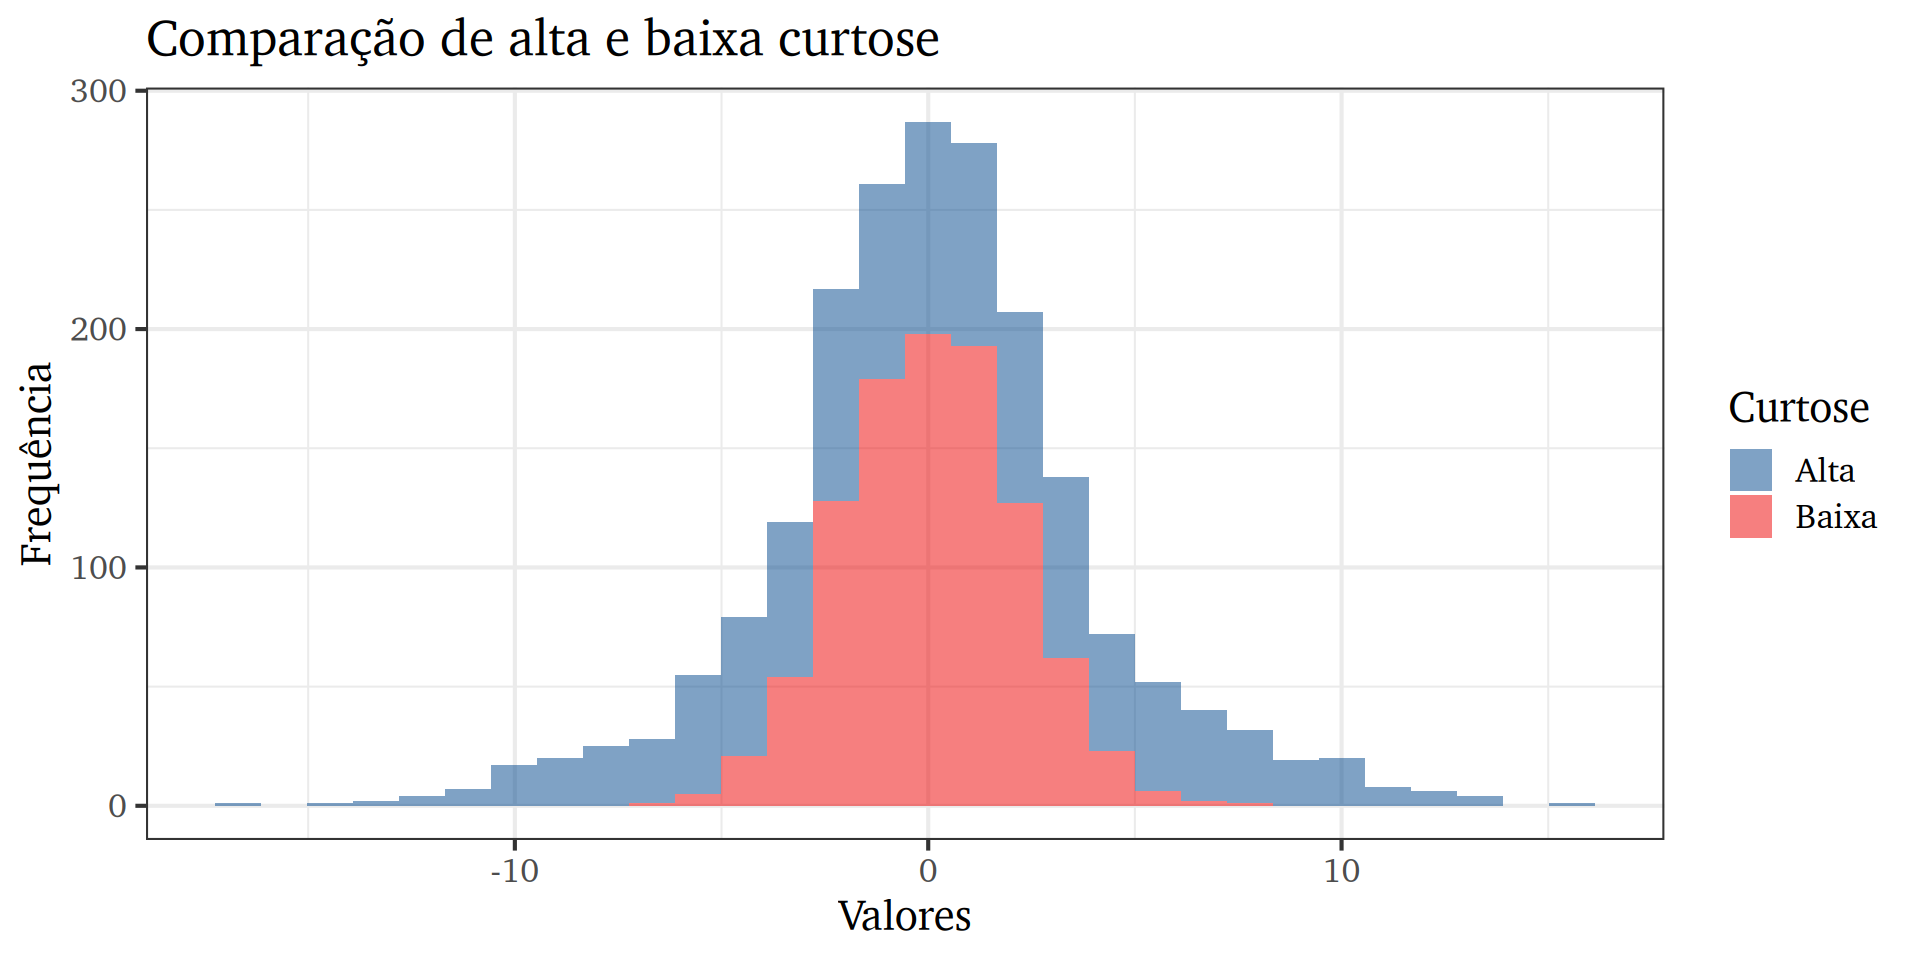 Comparação de alta e baixa curtose
300
200
100
0
Frequência
-10
0
10
Valores
Curtose
Alta
Baixa